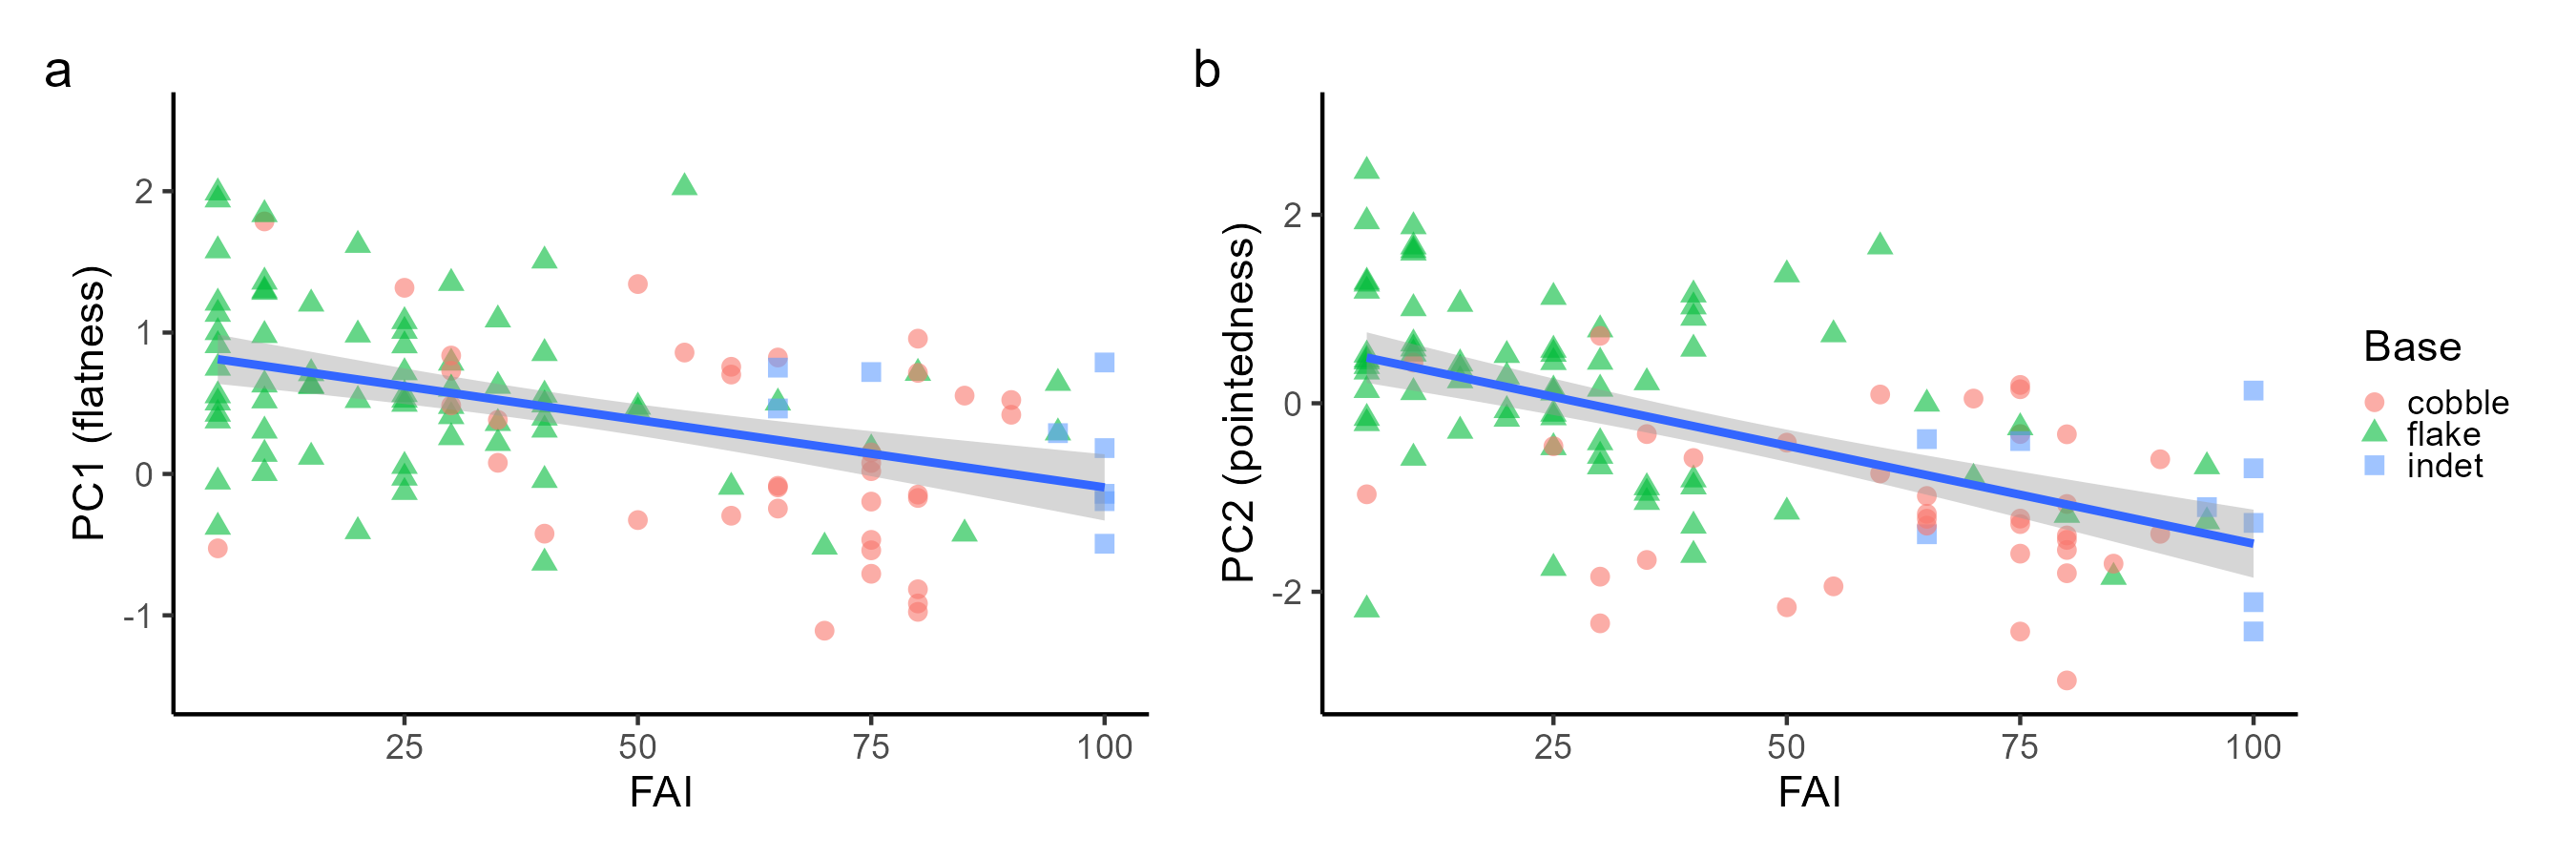 a
PC1 (flatness)
2
1
0
-1
25 50 75 100
FAI
b
PC2 (pointedness)
2
0
-2
25 50 75 100
FAI
Base
cobble
flake
indet